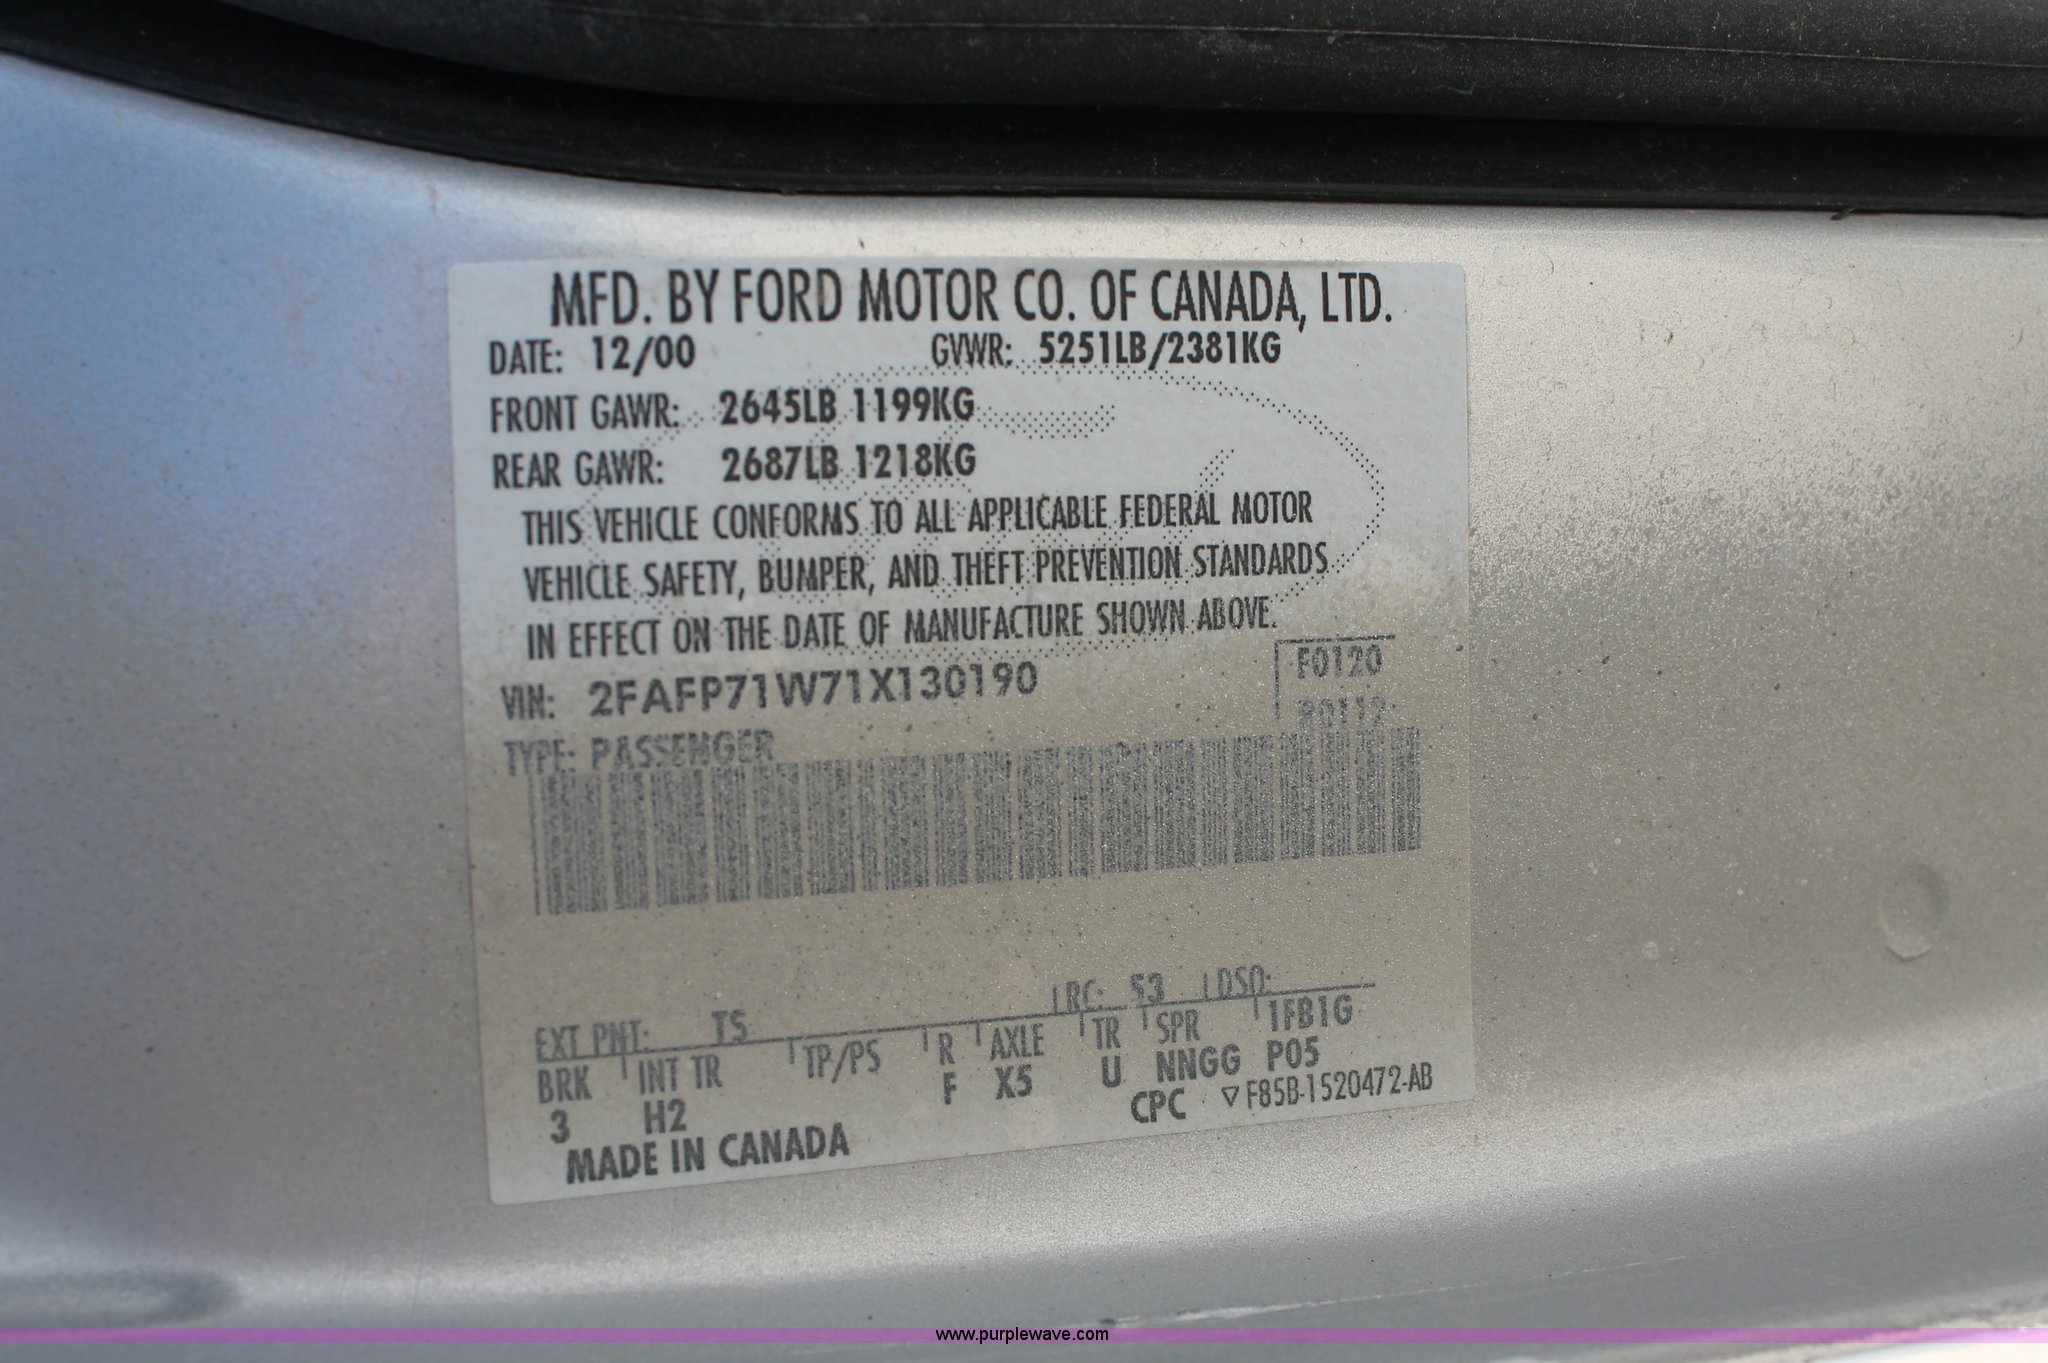 MFD. BY FORD MOTOR CO. OF CANADA, LTD.
DATE: 12/00 GVWR: 5251LB/2381KG
FRONT GAWR: 2645LB 1199KG
REAR GAWR: 2687LB 1218KG
THIS VEHICLE CONFORMS TO ALL APPLICABLE FEDERAL MOTOR
VEHICLE SAFETY, BUMPER, AND THEFT PREVENTION STANDARDS
IN EFFECT ON THE DATE OF MANUFACTURE SHOWN ABOVE.
VIN: 2FAFP71W71X130190 F0120
TYPE: PASSENGER R0112
EXT PNT: TS RC: 53 DSO:
BRK INT TR TP/PS R AXLE TR SPR 1FB1G
3 H2 F X5 U NNGG P05
MADE IN CANADA CPC ▽F85B-1520472-AB
www.purplewave.com